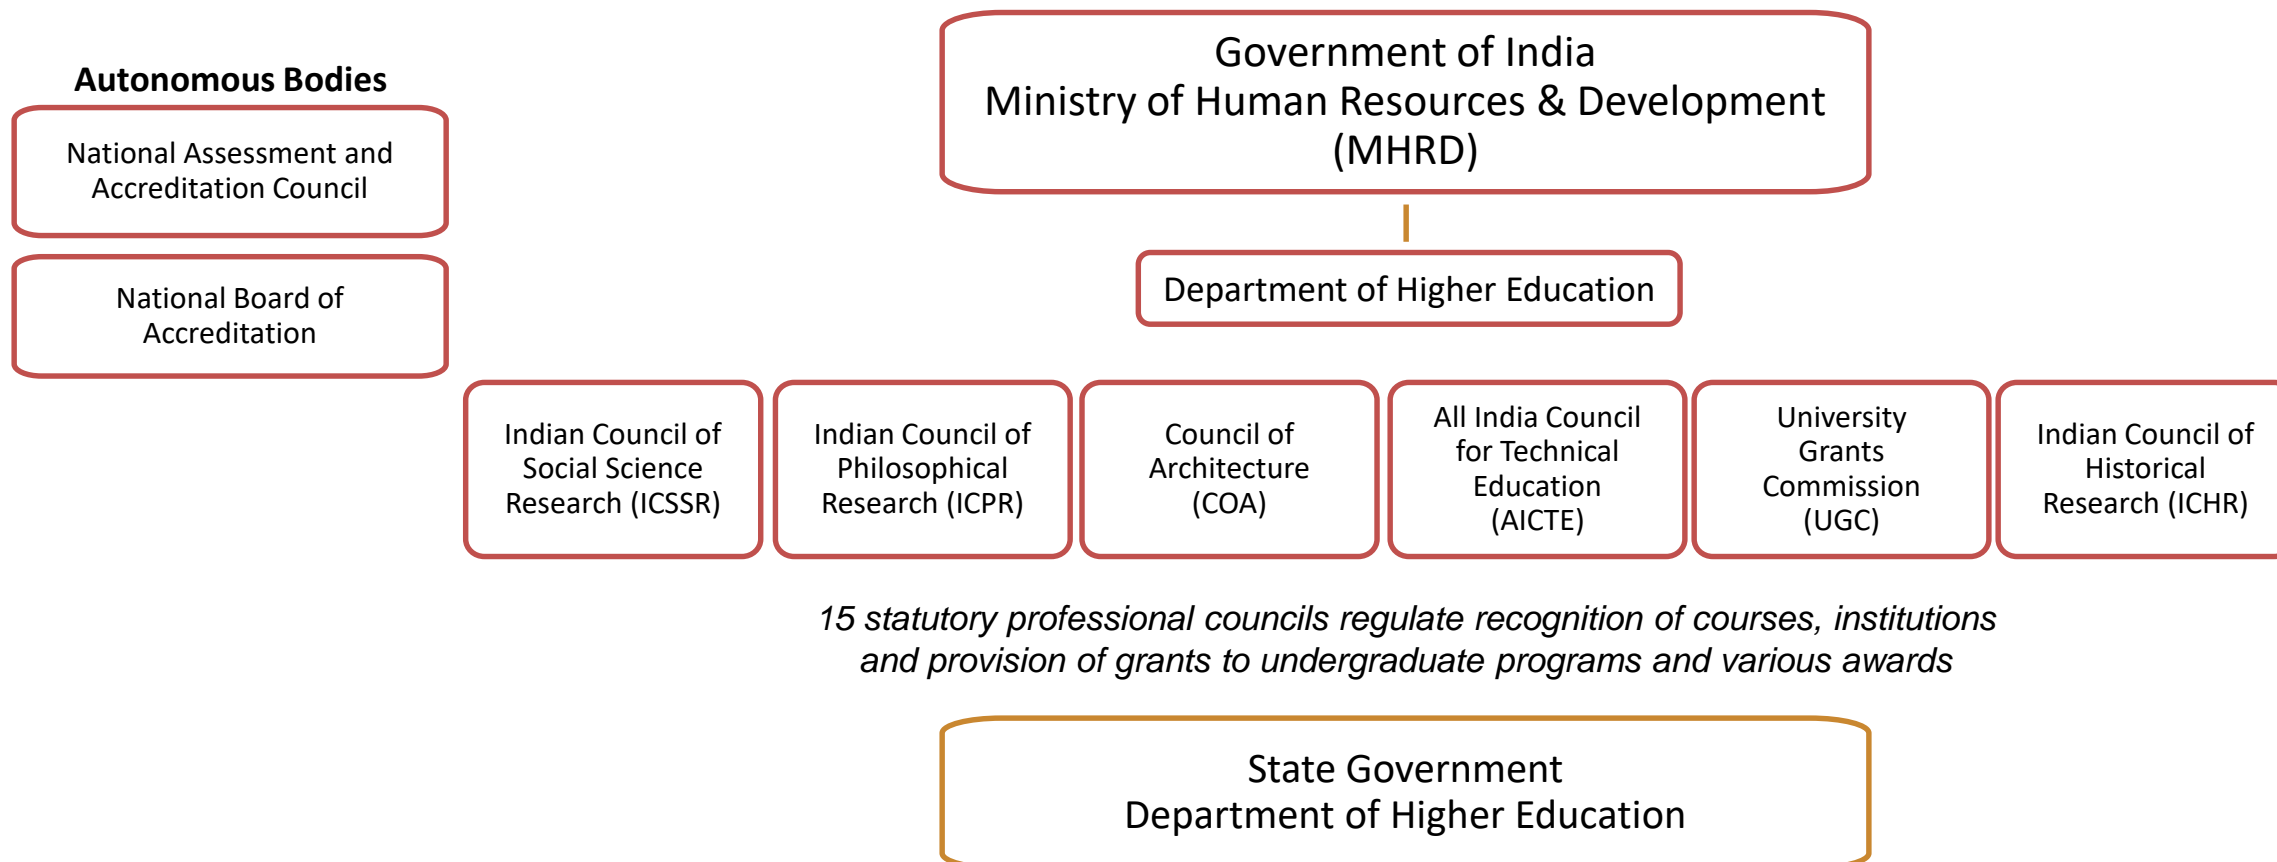 Government of India
Ministry of Human Resources & Development
(MHRD)
Autonomous Bodies
National Assessment and
Accreditation Council
National Board of
Accreditation
Department of Higher Education
Indian Council of
Social Science
Research (ICSSR)
Indian Council of
Philosophical
Research (ICPR)
Council of
Architecture
(COA)
All India Council
for Technical
Education
(AICTE)
University
Grants
Commission
(UGC)
Indian Council of
Historical
Research (ICHR)
15 statutory professional councils regulate recognition of courses, institutions
and provision of grants to undergraduate programs and various awards
State Government
Department of Higher Education